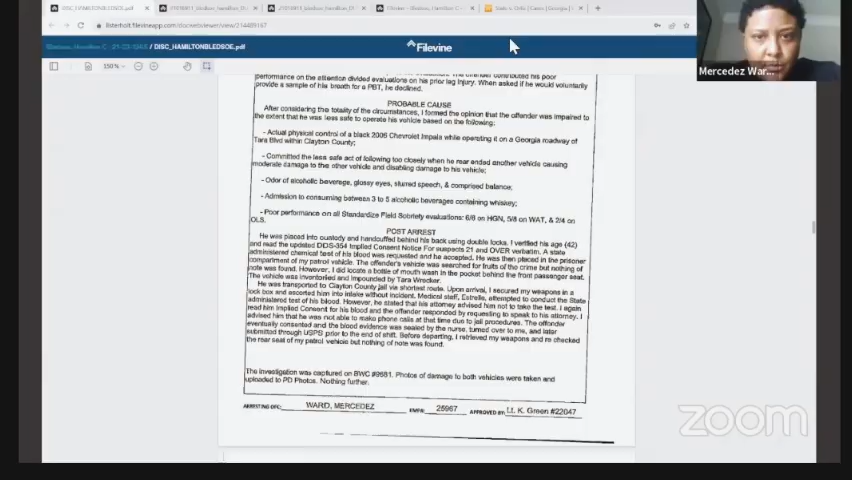 DISC_HAMILTONBLEDSOE.pdf
listerholt.filevineapp.com/docwebviewer/view/214489167
/ DISC_HAMILTONBLEDSOE.pdf
Filevine
150%
Mercedez War...
performance on the attention divided evaluations on his prior leg injury. When asked if he would voluntarily
provide a sample of his breath for a PBT, he declined.
PROBABLE CAUSE
After considering the totality of the circumstances, I formed the opinion that the offender was impaired to
the extent that he was less safe to operate his vehicle based on the following:
- Actual physical control of a black 2006 Chevrolet Impala while operating it on a Georgia roadway of
Tara Blvd within Clayton County;
- Committed the less safe act of following too closely when he rear ended another vehicle causing
moderate damage to the other vehicle and disabling damage to his vehicle;
- Odor of alcoholic beverage, glossy eyes, slurred speech, & comprised balance;
- Admission to consuming between 3 to 5 alcoholic beverages containing whiskey;
- Poor performance on all Standardize Field Sobriety evaluations: 6/6 on HGN, 5/8 on WAT, & 2/4 on
OLS.
POST ARREST
He was placed into custody and handcuffed behind his back using double locks. I verified his age (42)
and read the updated DDS-354 Implied Consent Notice For suspects 21 and OVER verbatim. A state
administered chemical test of his blood was requested and he accepted. He was then placed in the prisoner
compartment of my patrol vehicle. The offender's vehicle was searched for fruits of the crime but nothing of
note was found. However, I did locate a bottle of mouth wash in the pocket behind the front passenger seat.
The vehicle was inventoried and impounded by Tara Wrecker.
He was transported to Clayton County jail via shortest route. Upon arrival, I secured my weapons in a
lock box and escorted him into intake without incident. Medical staff, Estrelle, attempted to conduct the State
administered test of his blood. However, he stated that his attorney advised him not to take the test. I again
read him Implied Consent for his blood and the offender responded by requesting to speak to his attorney. I
advised him that he was not able to make phone calls at that time due to jail procedures. The offender
eventually consented and the blood evidence was sealed by the nurse, turned over to me, and later
submitted through USPS prior to the end of shift. Before departing, I retrieved my weapons and re checked
the rear seat of my patrol vehicle but nothing of note was found.
The investigation was captured on BWC #9681. Photos of damage to both vehicles were taken and
uploaded to PD Photos. Nothing further.
ARRESTING OFC: WARD, MERCEDEZ EMP#: 25967 APPROVED BY: Lt. K. Green #22047
zoom